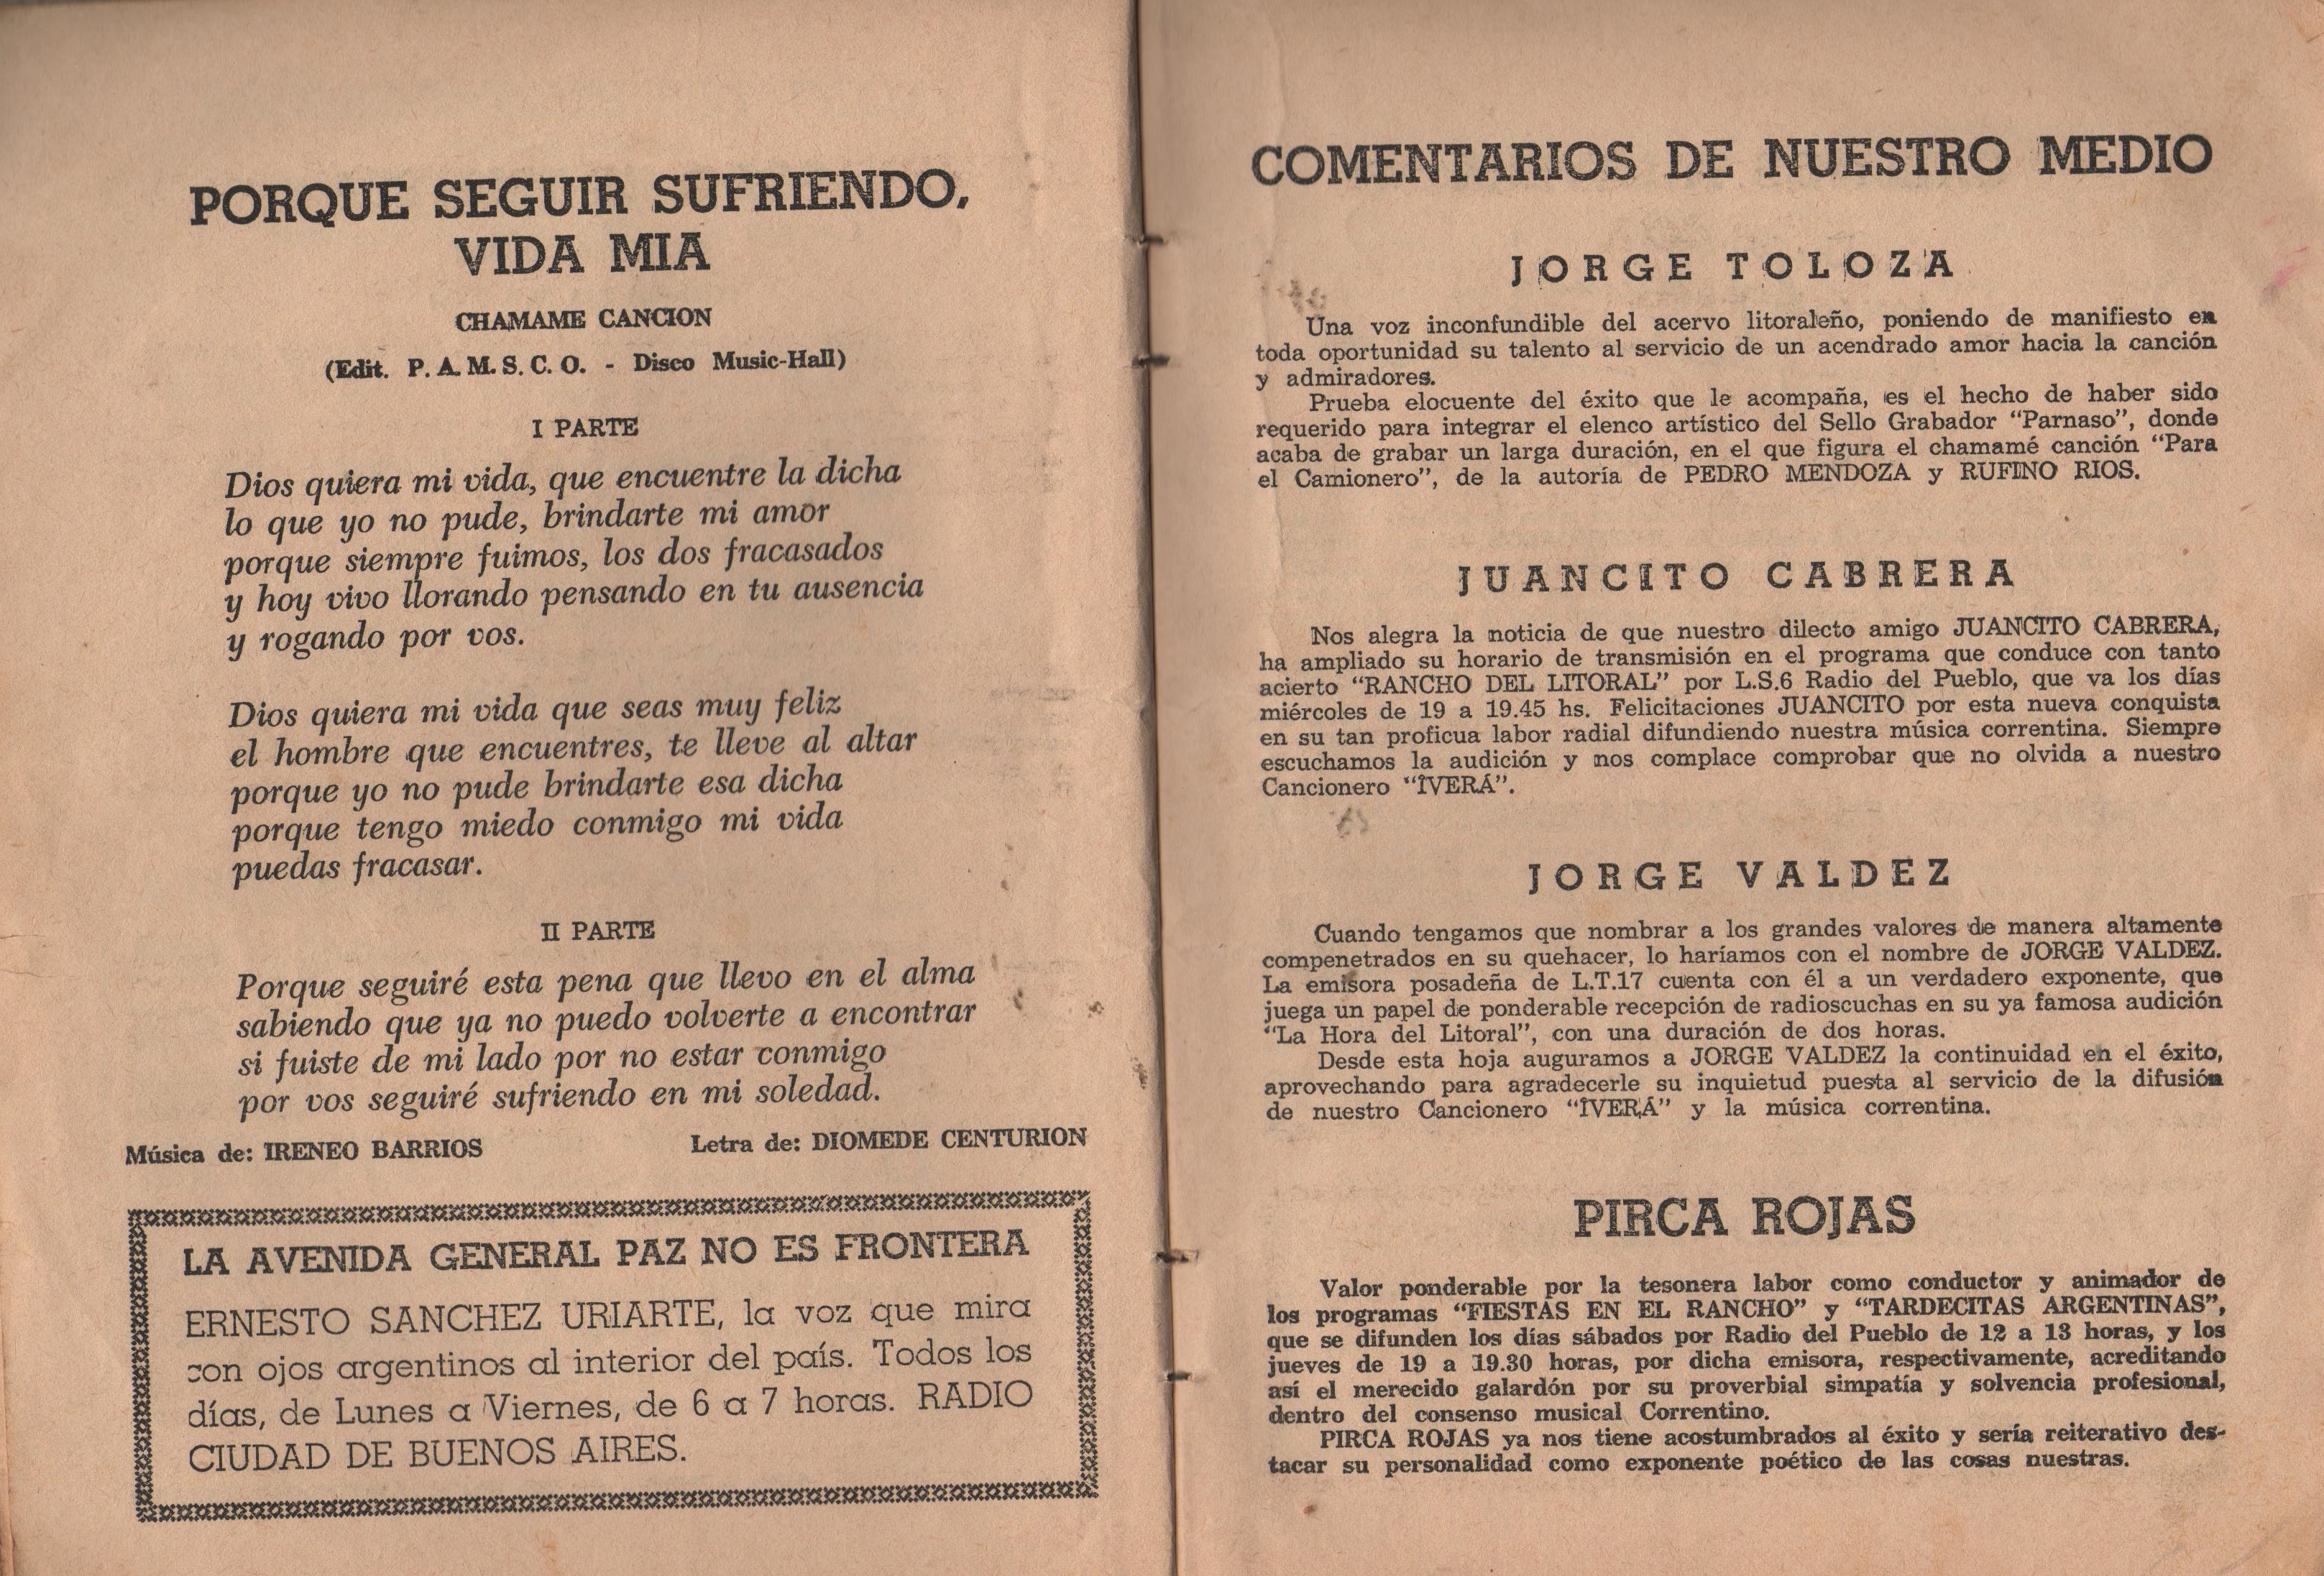 PORQUE SEGUIR SUFRIENDO,
VIDA MIA
CHAMAME CANCION
(Edit. P. A. M. S. C. O. - Disco Music-Hall)
I PARTE
Dios quiera mi vida, que encuentre la dicha
lo que yo no pude, brindarte mi amor
porque siempre fuimos, los dos fracasados
y hoy vivo llorando pensando en tu ausencia
y rogando por vos.
Dios quiera mi vida que seas muy feliz
el hombre que encuentres, te lleve al altar
porque yo no pude brindarte esa dicha
porque tengo miedo conmigo mi vida
puedas fracasar.
II PARTE
Porque seguiré esta pena que llevo en el alma
sabiendo que ya no puedo volverte a encontrar
si fuiste de mi lado por no estar conmigo
por vos seguiré sufriendo en mi soledad.
Música de: IRENEO BARRIOS Letra de: DIOMEDE CENTURION
LA AVENIDA GENERAL PAZ NO ES FRONTERA
ERNESTO SANCHEZ URIARTE, la voz que mira
con ojos argentinos al interior del país. Todos los
días, de Lunes a Viernes, de 6 a 7 horas. RADIO
CIUDAD DE BUENOS AIRES.
COMENTARIOS DE NUESTRO MEDIO
JORGE TOLOZA
Una voz inconfundible del acervo litoraleño, poniendo de manifiesto en
toda oportunidad su talento al servicio de un acendrado amor hacia la canción
y admiradores.
Prueba elocuente del éxito que le acompaña, es el hecho de haber sido
requerido para integrar el elenco artístico del Sello Grabador "Parnaso", donde
acaba de grabar un larga duración, en el que figura el chamamé canción "Para
el Camionero", de la autoría de PEDRO MENDOZA y RUFINO RIOS.
JUANCITO CABRERA
Nos alegra la noticia de que nuestro dilecto amigo JUANCITO CABRERA,
ha ampliado su horario de transmisión en el programa que conduce con tanto
acierto "RANCHO DEL LITORAL" por L.S.6 Radio del Pueblo, que va los días
miércoles de 19 a 19.45 hs. Felicitaciones JUANCITO por esta nueva conquista
en su tan proficua labor radial difundiendo nuestra música correntina. Siempre
escuchamos la audición y nos complace comprobar que no olvida a nuestro
Cancionero "ÎVERÁ".
JORGE VALDEZ
Cuando tengamos que nombrar a los grandes valores de manera altamente
compenetrados en su quehacer, lo haríamos con el nombre de JORGE VALDEZ.
La emisora posadeña de L.T.17 cuenta con él a un verdadero exponente, que
juega un papel de ponderable recepción de radioscuchas en su ya famosa audición
"La Hora del Litoral", con una duración de dos horas.
Desde esta hoja auguramos a JORGE VALDEZ la continuidad en el éxito,
aprovechando para agradecerle su inquietud puesta al servicio de la difusión
de nuestro Cancionero "ÎVERÁ" y la música correntina.
PIRCA ROJAS
Valor ponderable por la tesonera labor como conductor y animador de
los programas "FIESTAS EN EL RANCHO" y "TARDECITAS ARGENTINAS",
que se difunden los días sábados por Radio del Pueblo de 12 a 13 horas, y los
jueves de 19 a 19.30 horas, por dicha emisora, respectivamente, acreditando
así el merecido galardón por su proverbial simpatía y solvencia profesional,
dentro del consenso musical Correntino.
PIRCA ROJAS ya nos tiene acostumbrados al éxito y sería reiterativo des-
tacar su personalidad como exponente poético de las cosas nuestras.